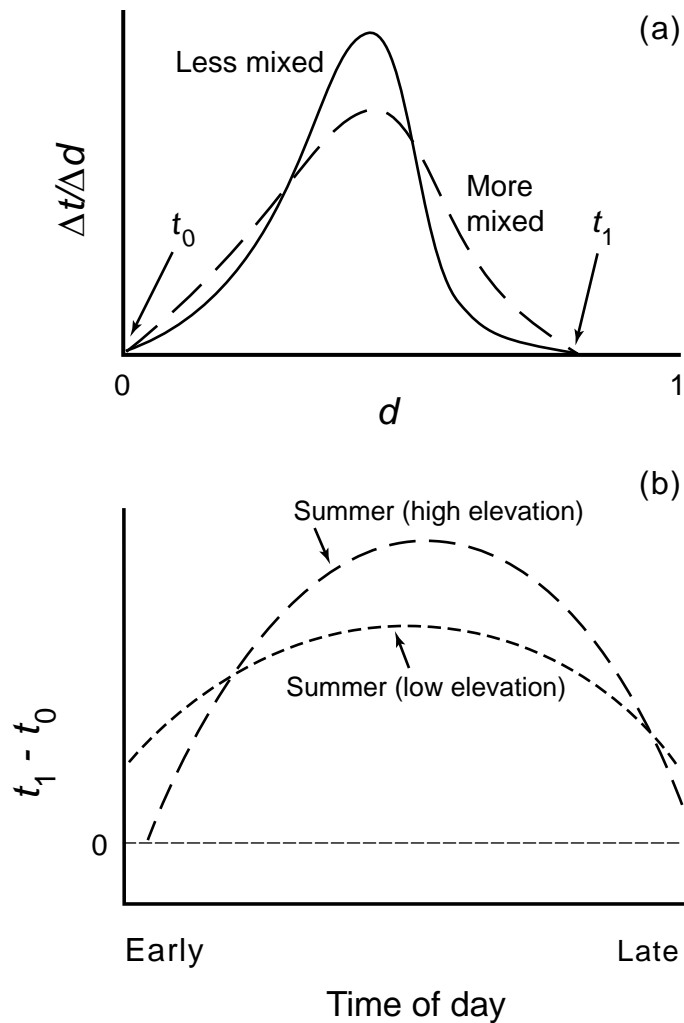 (a)
Less mixed
Δt/Δd
More
mixed
t₀
t₁
0
1
d
(b)
Summer (high elevation)
Summer (low elevation)
t₁ - t₀
0
Early
Late
Time of day